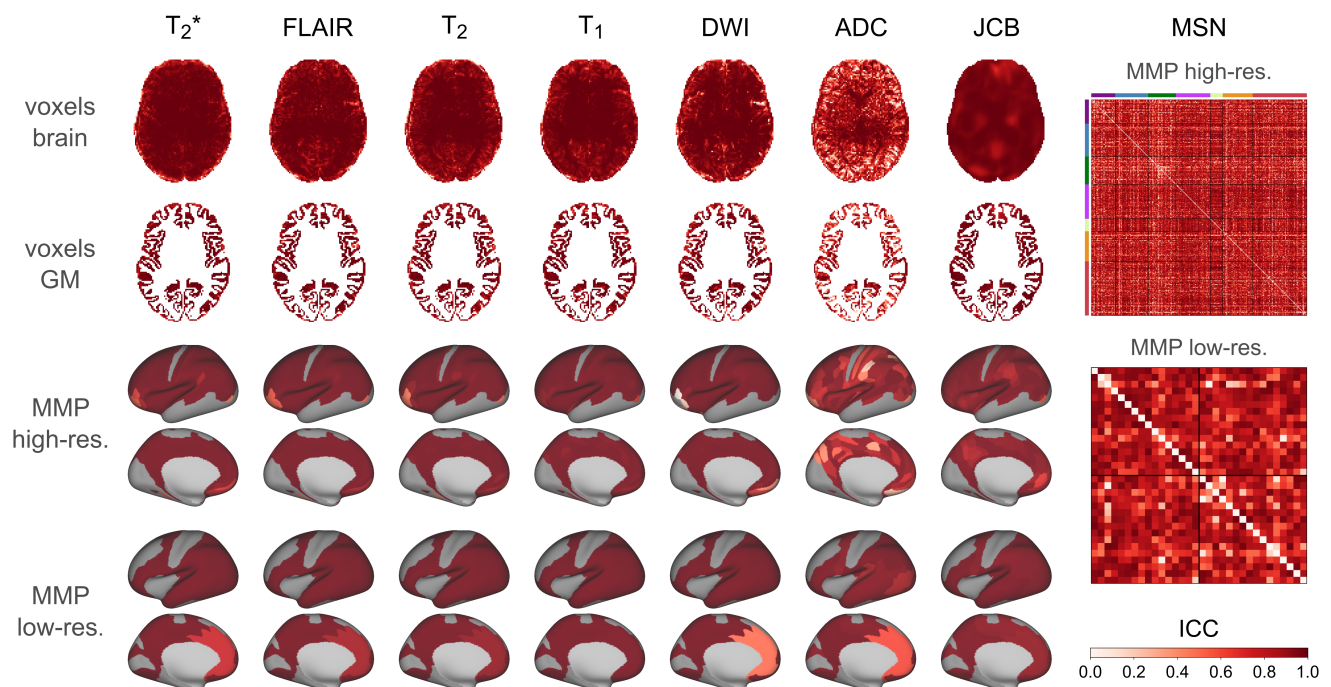 T2* FLAIR T2 T1 DWI ADC JCB MSN
MMP high-res.
voxels
brain
voxels
GM
MMP
high-res.
MMP low-res.
MMP
low-res.
ICC
0.0 0.2 0.4 0.6 0.8 1.0